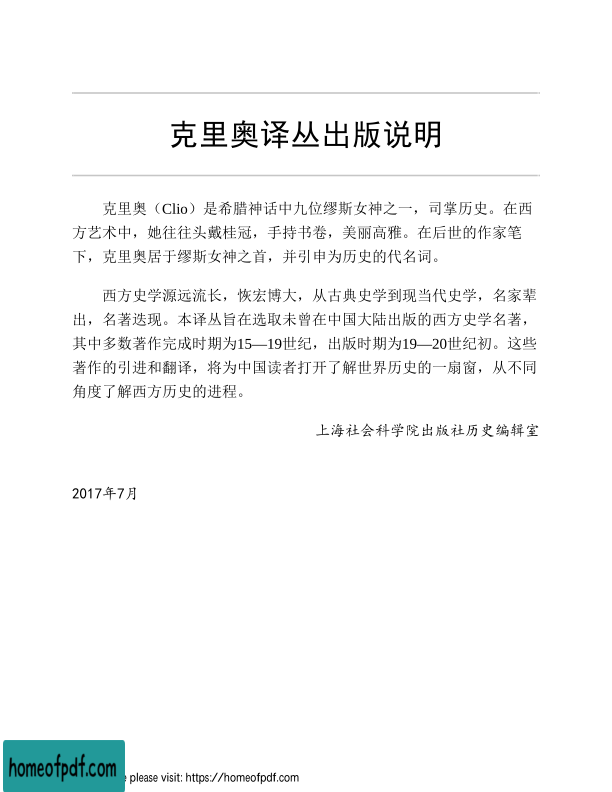 克里奥译丛出版说明
克里奥（Clio）是希腊神话中九位缪斯女神之一，司掌历史。在西
方艺术中，她往往头戴桂冠，手持书卷，美丽高雅。在后世的作家笔
下，克里奥居于缪斯女神之首，并引申为历史的代名词。
西方史学源远流长，恢宏博大，从古典史学到现当代史学，名家辈
出，名著迭现。本译丛旨在选取未曾在中国大陆出版的西方史学名著，
其中多数著作完成时期为15—19世纪，出版时期为19—20世纪初。这些
著作的引进和翻译，将为中国读者打开了解世界历史的一扇窗，从不同
角度了解西方历史的进程。
上海社会科学院出版社历史编辑室
2017年7月
homeofpdf.com
please visit: https://homeofpdf.com